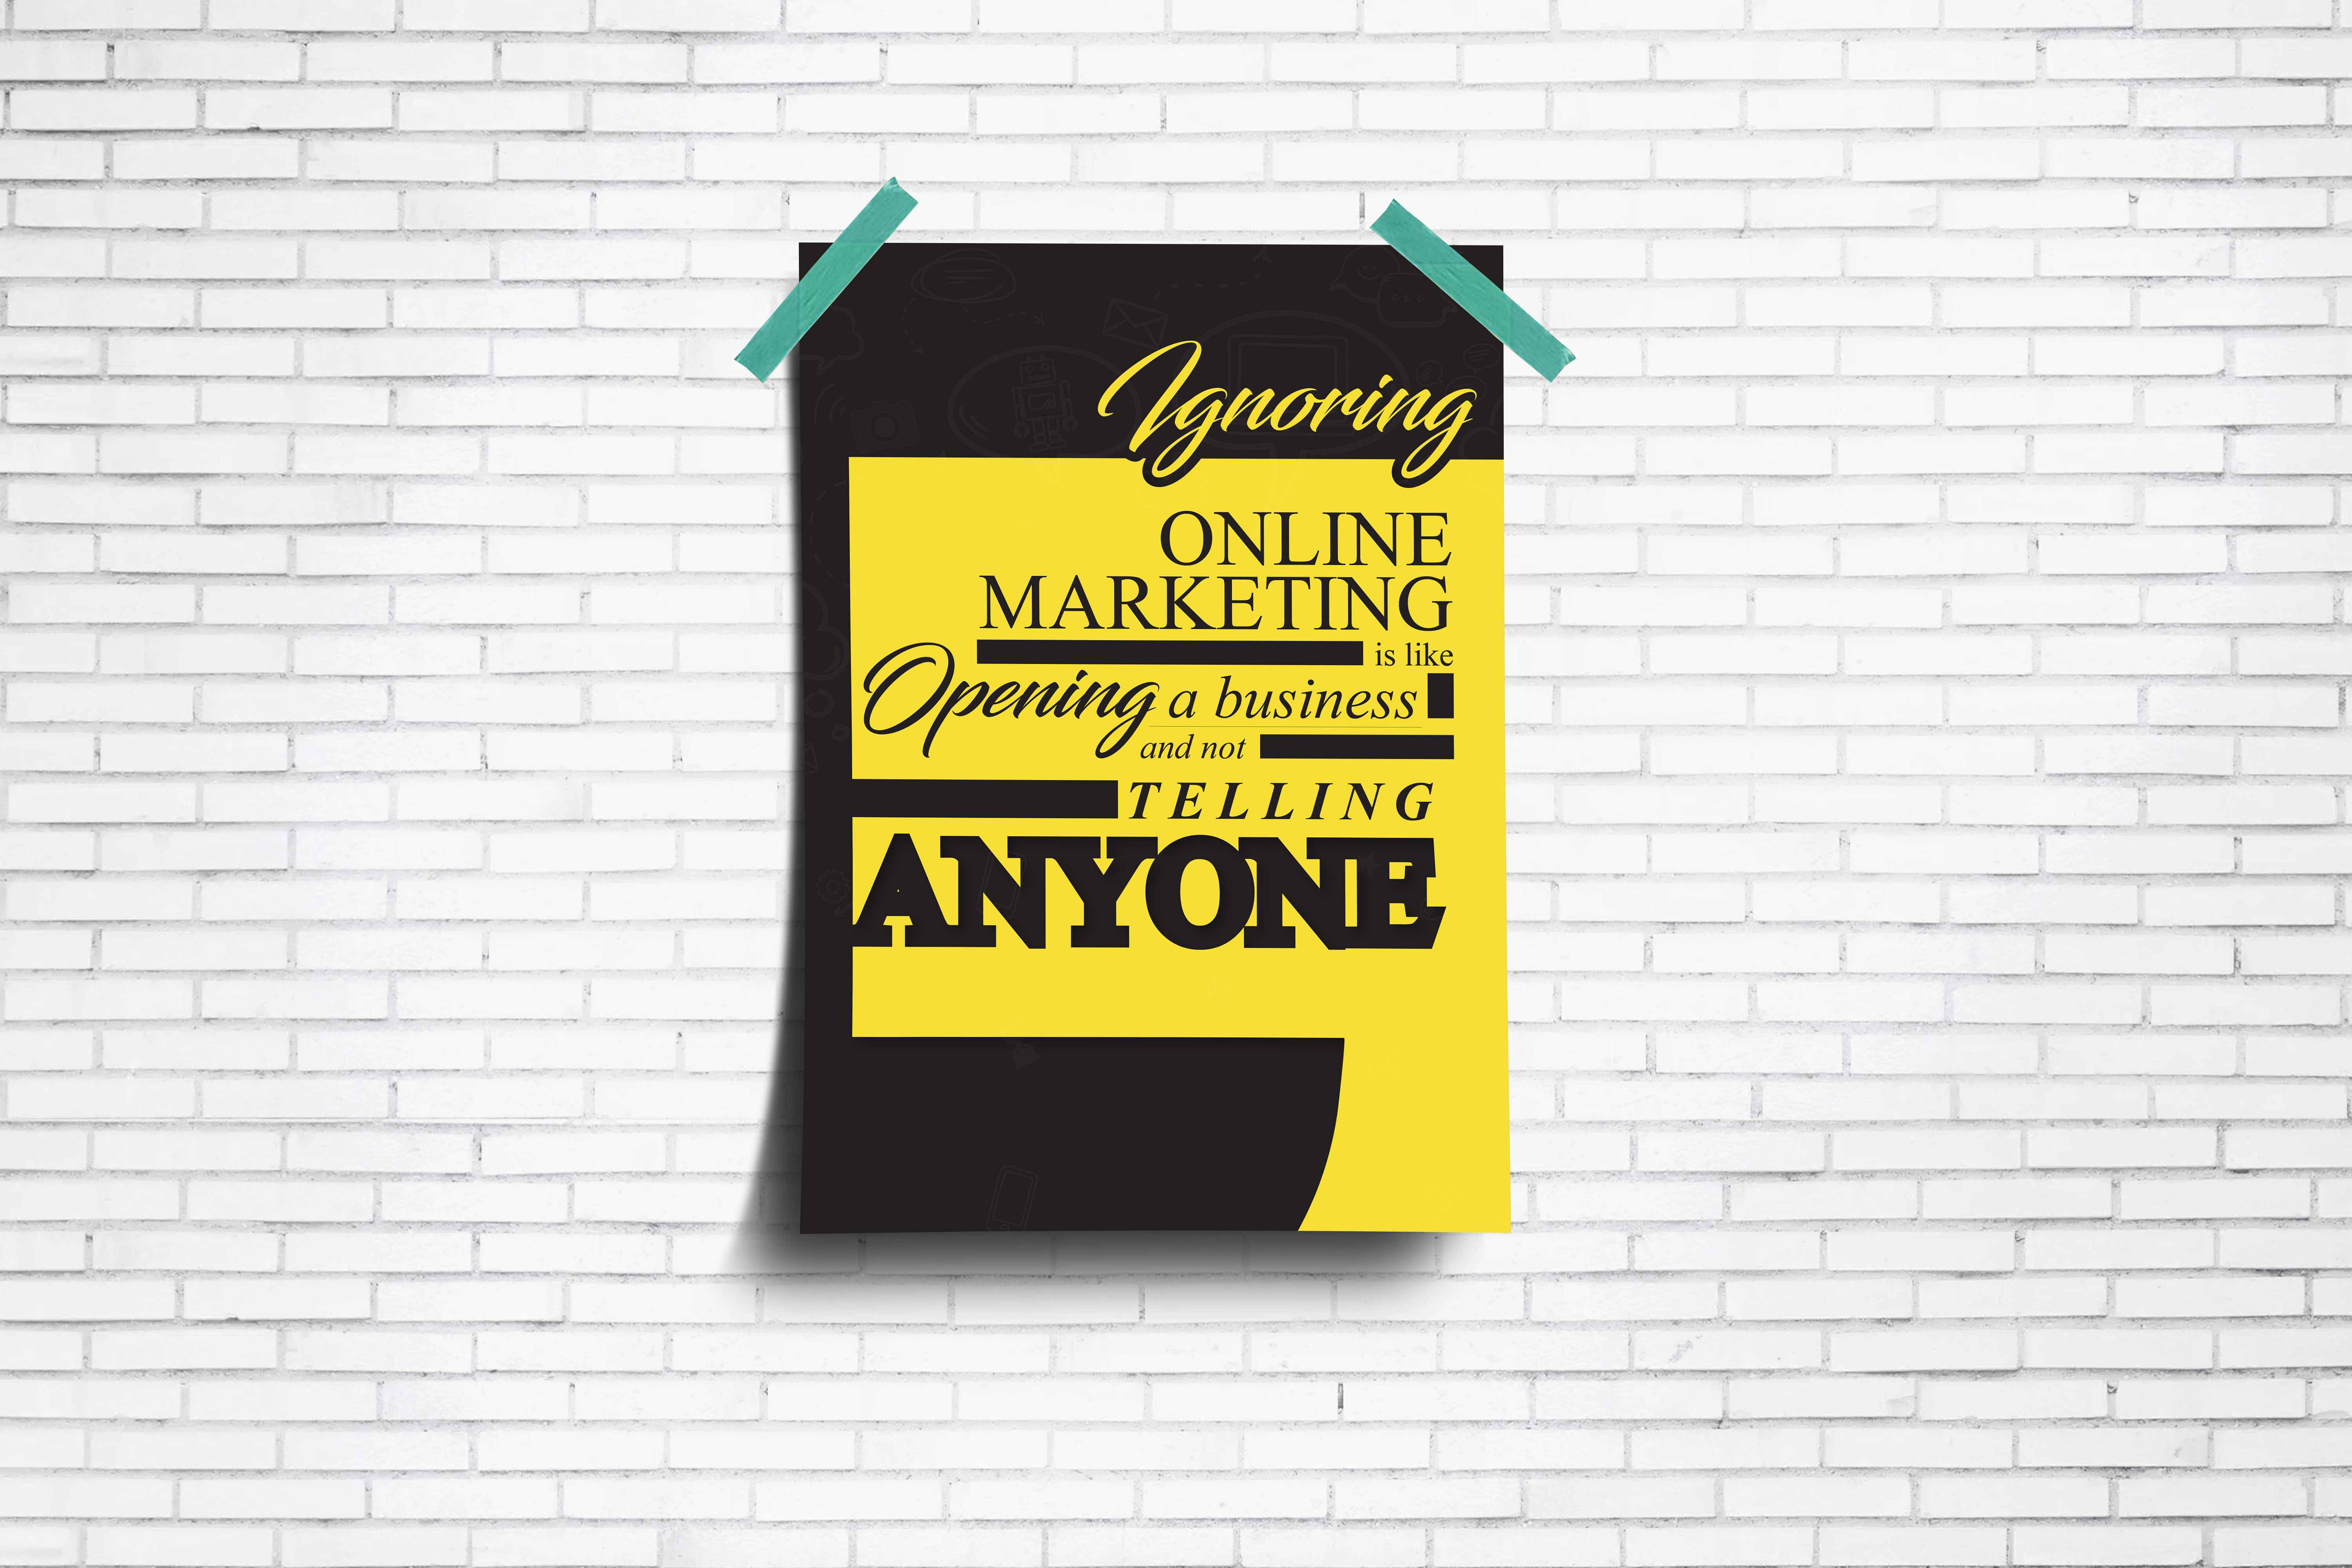 Ignoring
ONLINE
MARKETING
is like
Opening a business
and not
TELLING
ANYONE